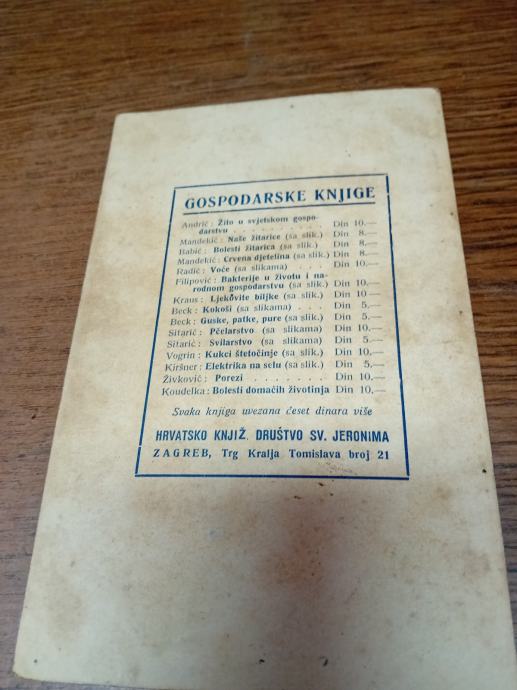 GOSPODARSKE KNJIGE
Andrić: Žito u svjetskom gospo-
darstvu . . . . . . . . . Din 10.—
Mandekić: Naše žitarice (sa slik.) Din 8.—
Babić: Bolesti žitarica (sa slik.) Din 8.—
Mandekić: Crvena djetelina (sa slik.) Din 8.—
Radić: Voće (sa slikama) . . . Din 10.—
Filipović: Bakterije u životu i na-
rodnom gospodarstvu (sa slik.) Din 10.—
Kraus: Ljekovite biljke (sa slik.) Din 10.—
Beck: Kokoši (sa slikama) . . . Din 5.—
Beck: Guske, patke, pure (sa slik.) Din 5.—
Sitarić: Pčelarstvo (sa slikama) Din 10.—
Sitarić: Svilarstvo (sa slikama) Din 5.—
Vogrin: Kukci štetočinje (sa slik.) Din 10.—
Kiršner: Elektrika na selu (sa slik.) Din 5.—
Živković: Porezi . . . . . . . Din 10.—
Koudelka: Bolesti domaćih životinja Din 10.—
Svaka knjiga uvezana česet dinara više
HRVATSKO KNJIŽ. DRUŠTVO SV. JERONIMA
ZAGREB, Trg Kralja Tomislava broj 21